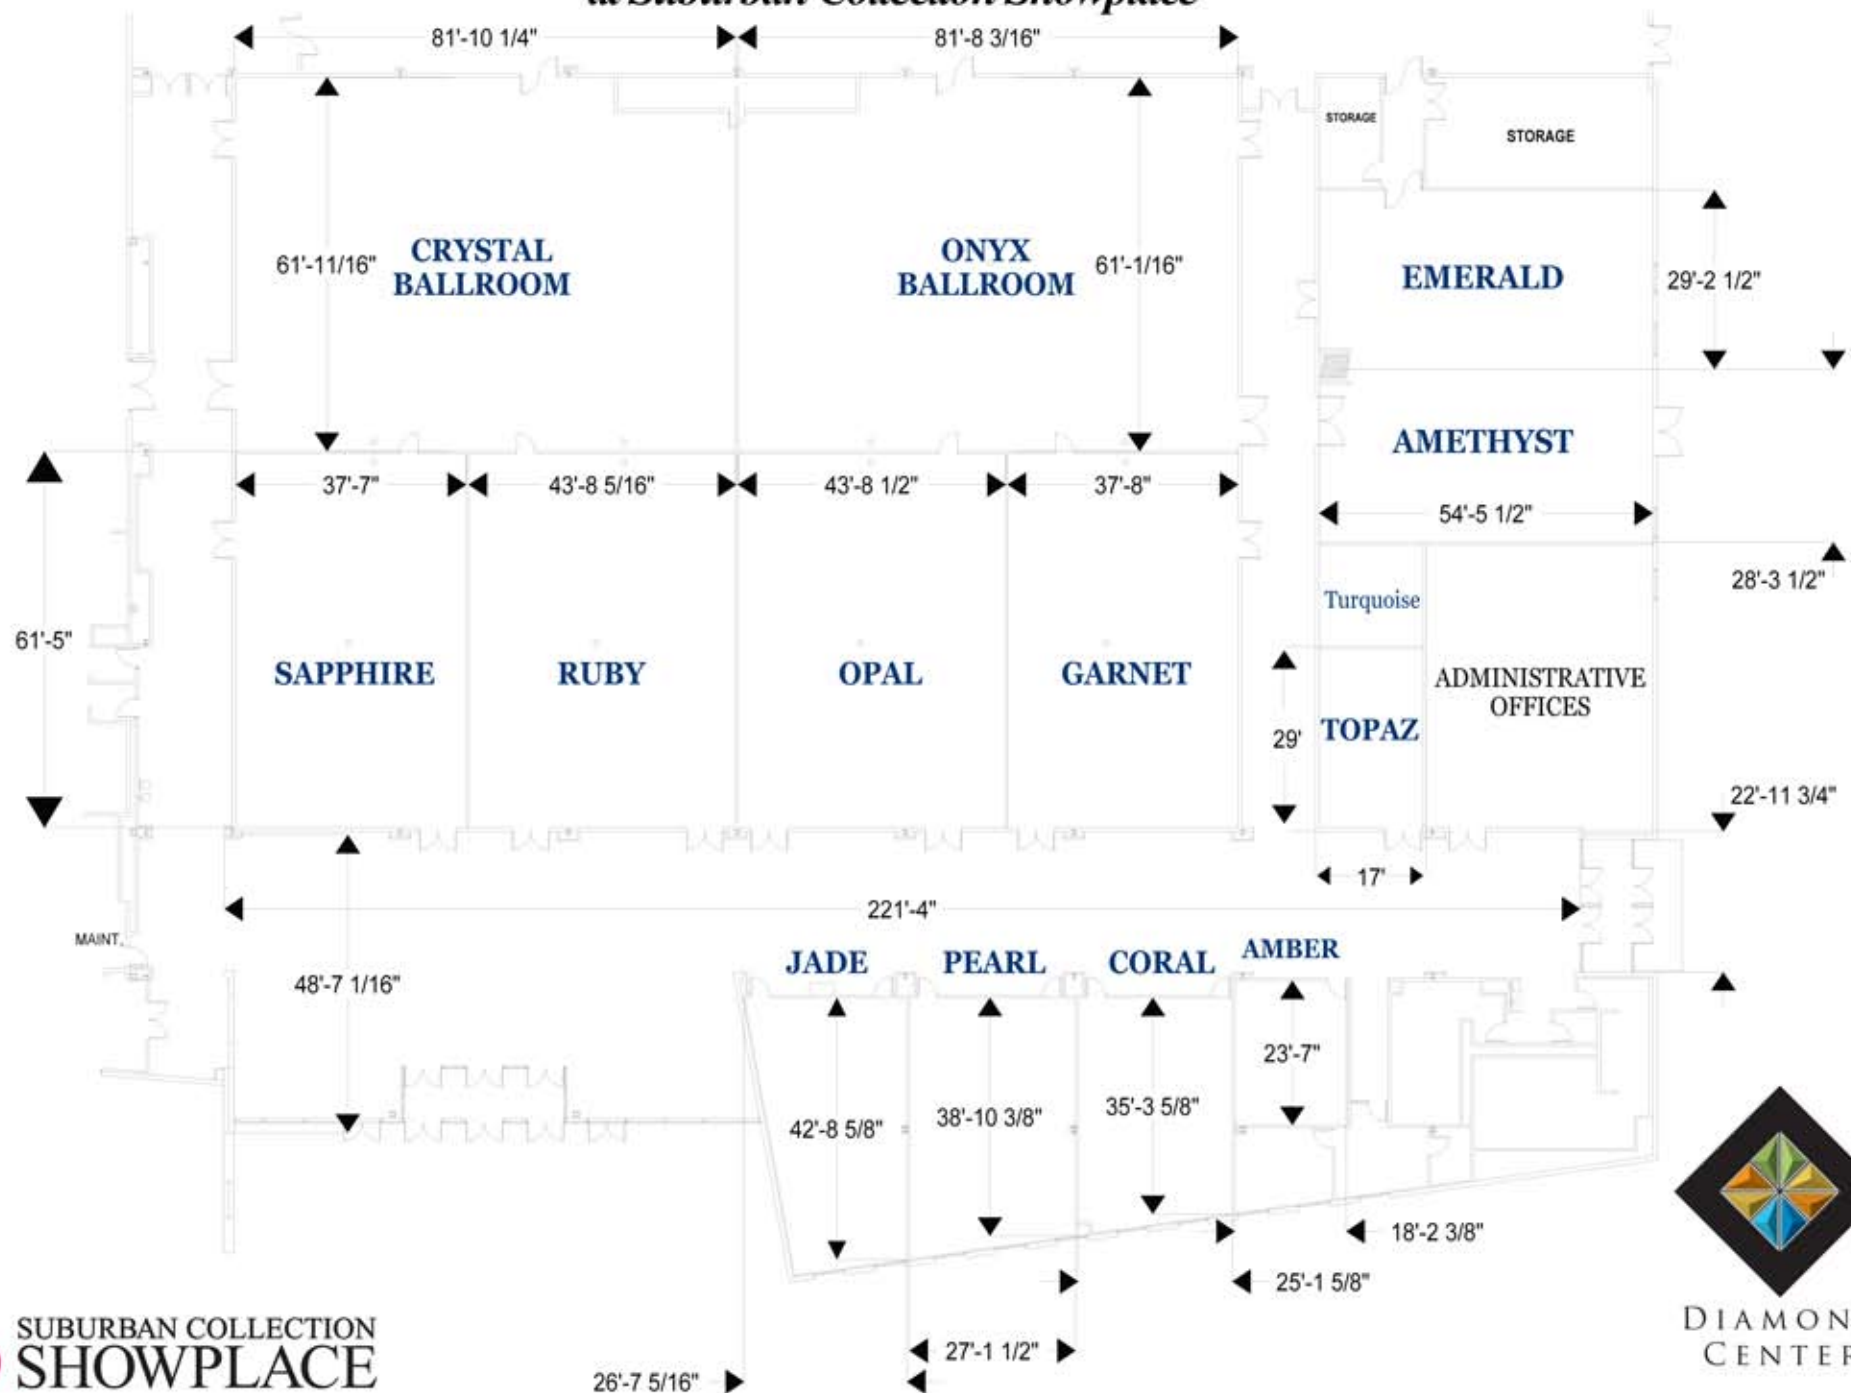 at Suburban Collection Showplace
81'-10 1/4"
81'-8 3/16"
STORAGE
STORAGE
CRYSTAL
BALLROOM
61'-11/16"
ONYX
BALLROOM
61'-1/16"
EMERALD
29'-2 1/2"
AMETHYST
37'-7"
43'-8 5/16"
43'-8 1/2"
37'-8"
54'-5 1/2"
28'-3 1/2"
Turquoise
61'-5"
SAPPHIRE
RUBY
OPAL
GARNET
ADMINISTRATIVE
OFFICES
29'
TOPAZ
22'-11 3/4"
17'
221'-4"
MAINT.
JADE
PEARL
CORAL
AMBER
48'-7 1/16"
23'-7"
42'-8 5/8"
38'-10 3/8"
35'-3 5/8"
18'-2 3/8"
25'-1 5/8"
27'-1 1/2"
26'-7 5/16"
SUBURBAN COLLECTION
SHOWPLACE
DIAMON
CENTER